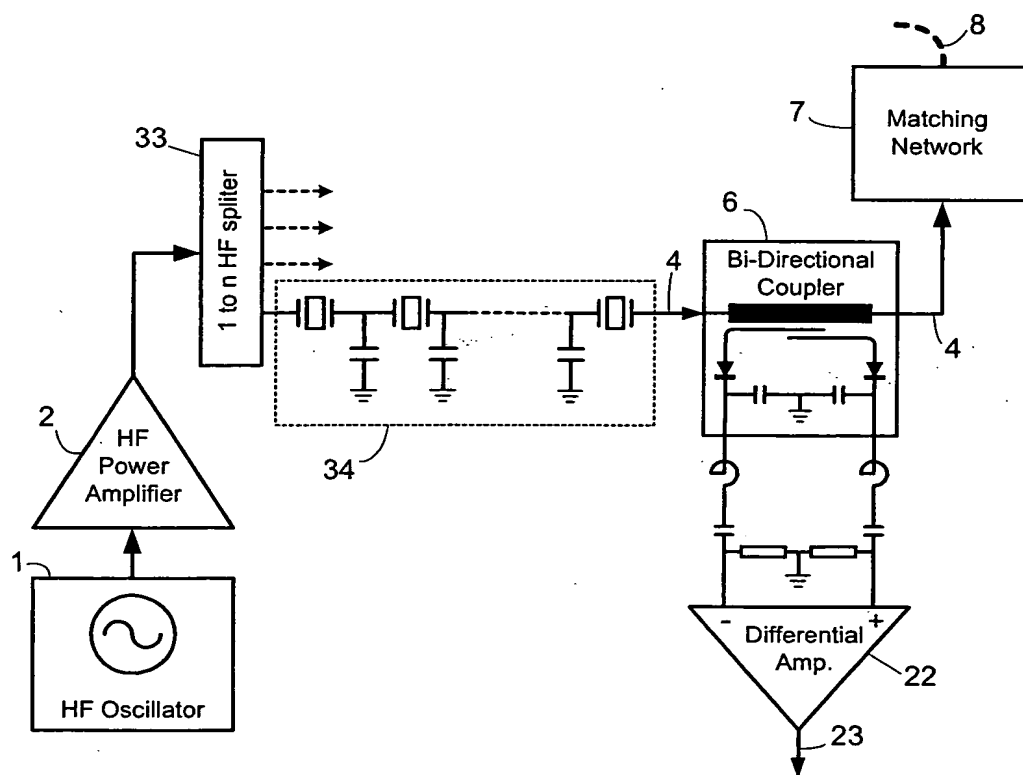 8
7
Matching
Network
33
1 to n HF spliter
6
Bi-Directional
Coupler
4
4
34
2
HF
Power
Amplifier
1
HF Oscillator
- +
Differential
Amp.
22
23